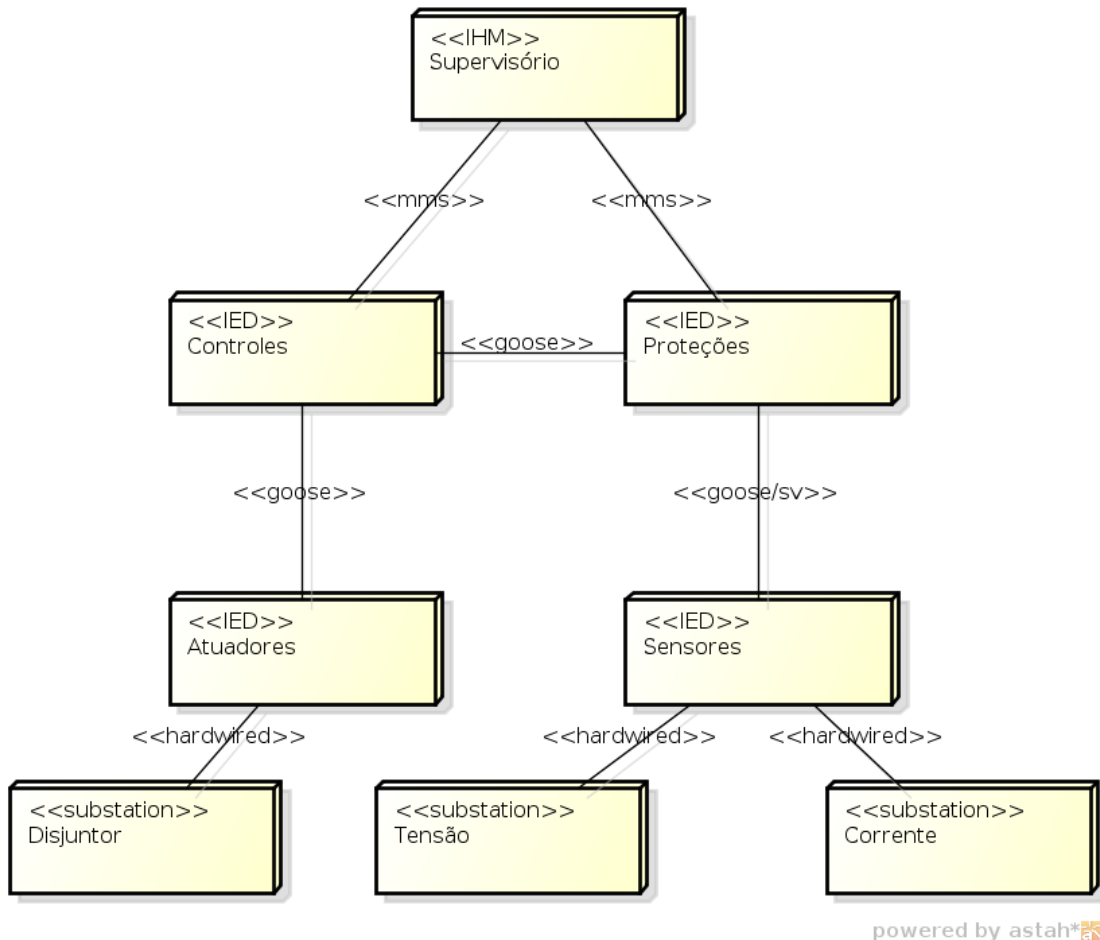 <<IHM>>
Supervisório
<<mms>>
<<mms>>
<<IED>>
Controles
<<goose>>
<<IED>>
Proteções
<<goose>>
<<goose/sv>>
<<IED>>
Atuadores
<<IED>>
Sensores
<<hardwired>>
<<hardwired>>
<<hardwired>>
<<substation>>
Disjuntor
<<substation>>
Tensão
<<substation>>
Corrente
powered by astah*